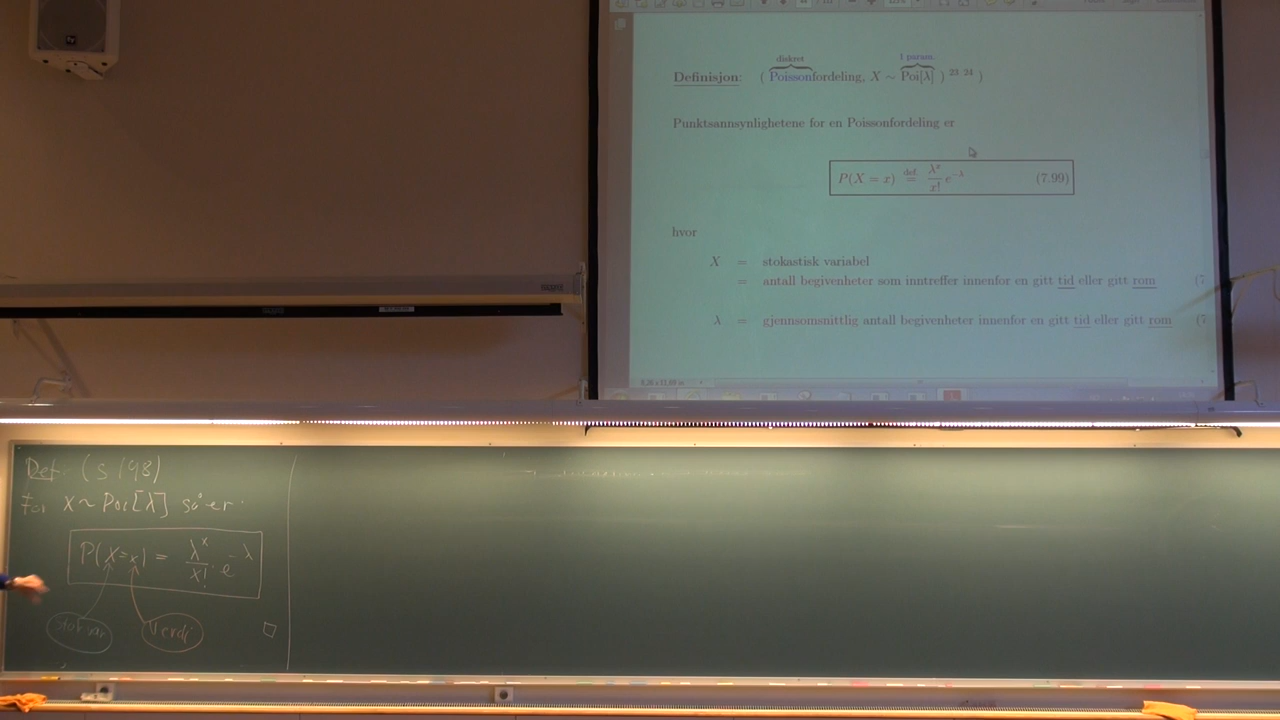 diskret
1 param.
Definisjon: ( Poissonfordeling, X ∼ Poi[λ] ) 23 24 )
Punktsannsynlighetene for en Poissonfordeling er
P(X = x) def. = λ^x / x! e^−λ (7.99)
hvor
X = stokastisk variabel
= antall begivenheter som inntreffer innenfor en gitt tid eller gitt rom (7
λ = gjennomsnittlig antall begivenheter innenfor en gitt tid eller gitt rom (7
Def: (s 198)
For X ~ Poi[λ] så er:
P(X=x) = λ^x / x! · e^−λ
Verdi